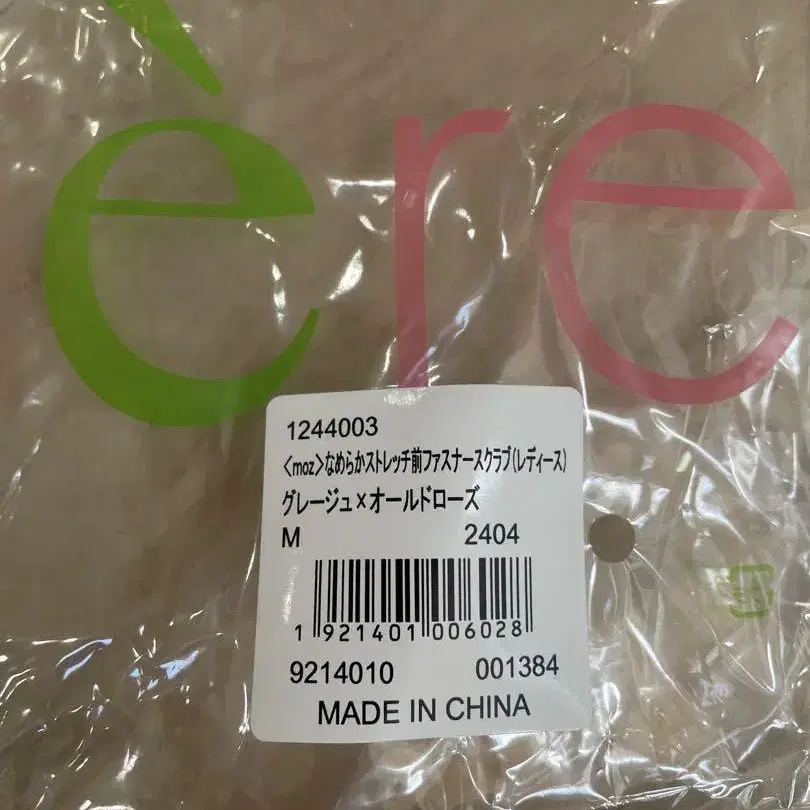 ère
1244003
〈moz〉なめらかストレッチ前ファスナースクラブ(レディース)
グレージュ×オールドローズ
M 2404
1 921401 006028
9214010 001384
MADE IN CHINA